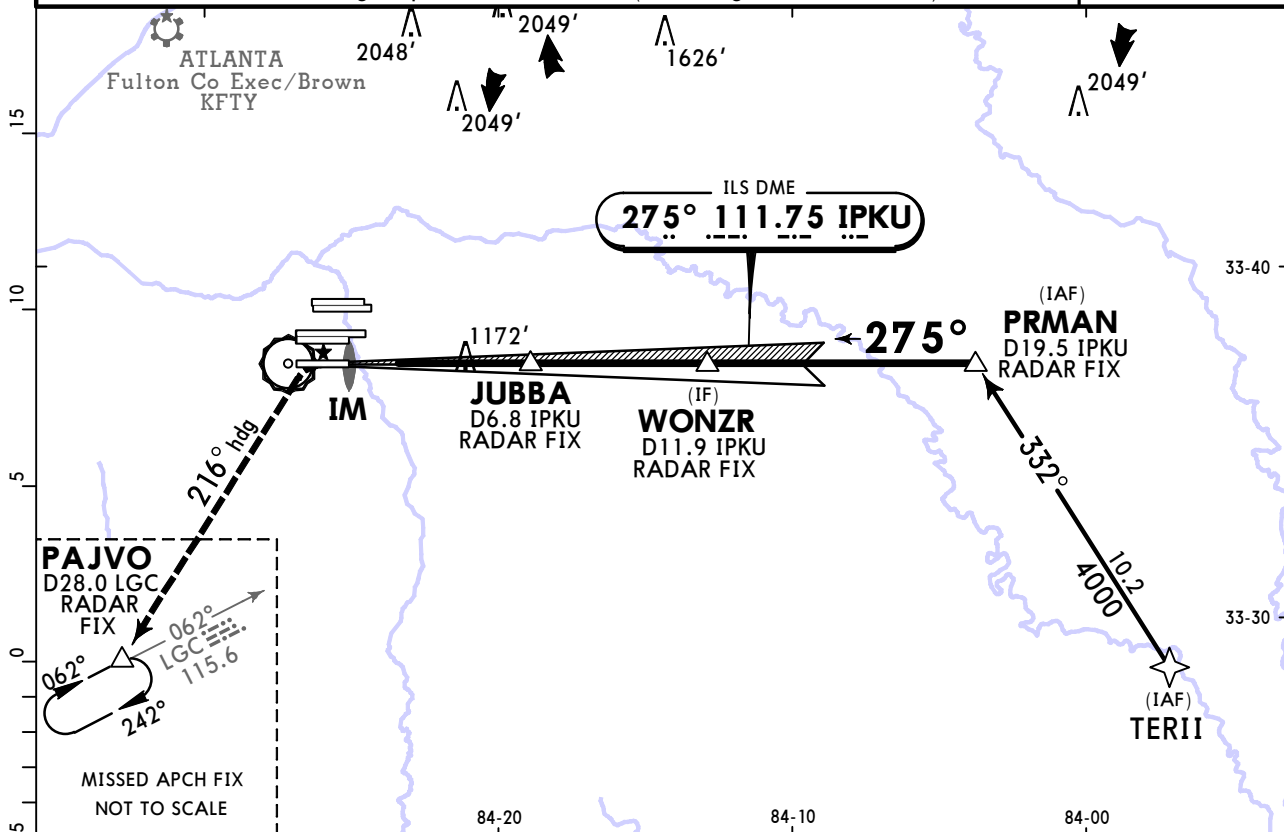 2049'
2048'
1626'
ATLANTA
Fulton Co Exec/Brown
KFTY
2049'
2049'
15
ILS DME
275° 111.75 IPKU
33-40
10
275°
(IAF)
PRMAN
D19.5 IPKU
RADAR FIX
1172'
IM
JUBBA
D6.8 IPKU
RADAR FIX
(IF)
WONZR
D11.9 IPKU
RADAR FIX
216° hdg
332°
5
PAJVO
D28.0 LGC
RADAR
FIX
062°
LGC
115.6
10.2
4000
33-30
0
062°
242°
(IAF)
TERII
MISSED APCH FIX
NOT TO SCALE
5
84-20
84-10
84-00